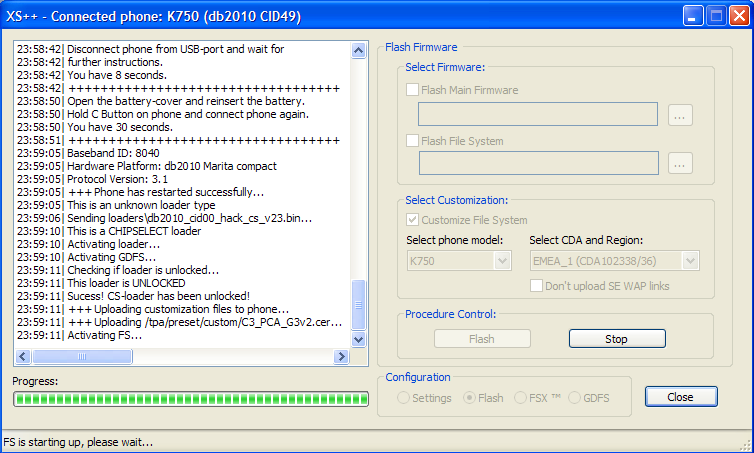 XS++ - Connected phone: K750 (db2010 CID49)
23:58:42| Disconnect phone from USB-port and wait for
23:58:42| further instructions.
23:58:42| You have 8 seconds.
23:58:42| ++++++++++++++++++++++++++++++++++
23:58:50| Open the battery-cover and reinsert the battery.
23:58:50| Hold C Button on phone and connect phone again.
23:58:50| You have 30 seconds.
23:58:51| ++++++++++++++++++++++++++++++++++
23:59:05| Baseband ID: 8040
23:59:05| Hardware Platform: db2010 Marita compact
23:59:05| Protocol Version: 3.1
23:59:05| +++ Phone has restarted successfully...
23:59:05| This is an unknown loader type
23:59:06| Sending loaders\db2010_cid00_hack_cs_v23.bin...
23:59:10| This is a CHIPSELECT loader
23:59:10| Activating loader...
23:59:10| Activating GDFS...
23:59:11| Checking if loader is unlocked...
23:59:11| This loader is UNLOCKED
23:59:11| Sucess! CS-loader has been unlocked!
23:59:11| +++ Uploading customization files to phone...
23:59:11| +++ Uploading /tpa/preset/custom/C3_PCA_G3v2.cer...
23:59:11| Activating FS...
Progress:
Flash Firmware
Select Firmware:
Flash Main Firmware
...
Flash File System
...
Select Customization:
Customize File System
Select phone model:
Select CDA and Region:
K750
EMEA_1 (CDA102338/36)
Don't upload SE WAP links
Procedure Control:
Flash
Stop
Configuration
Settings
Flash
FSX ™
GDFS
Close
FS is starting up, please wait...